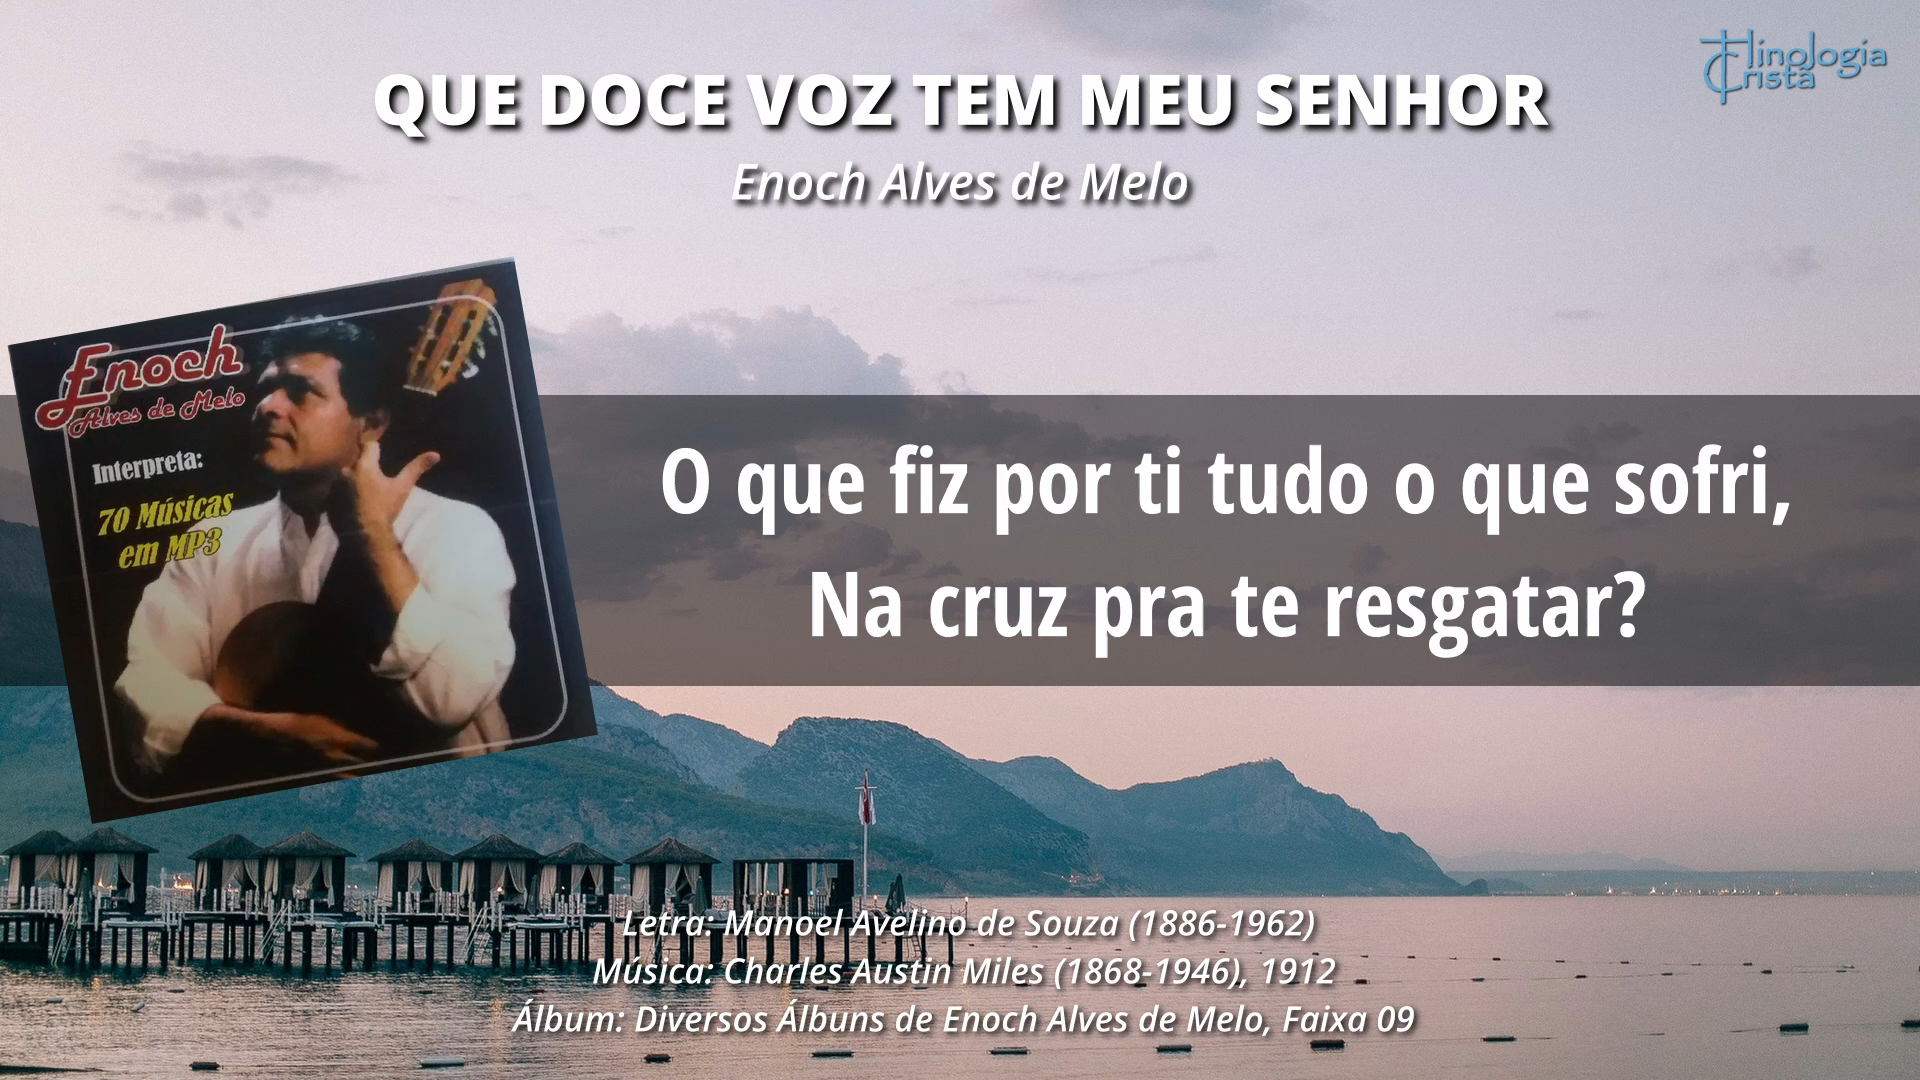 Hinologia
Cristã
QUE DOCE VOZ TEM MEU SENHOR
Enoch Alves de Melo
Enoch
Alves de Melo
Interpreta:
70 Músicas
em MP3
O que fiz por ti tudo o que sofri,
Na cruz pra te resgatar?
Letra: Manoel Avelino de Souza (1886-1962)
Música: Charles Austin Miles (1868-1946), 1912
Álbum: Diversos Álbuns de Enoch Alves de Melo, Faixa 09